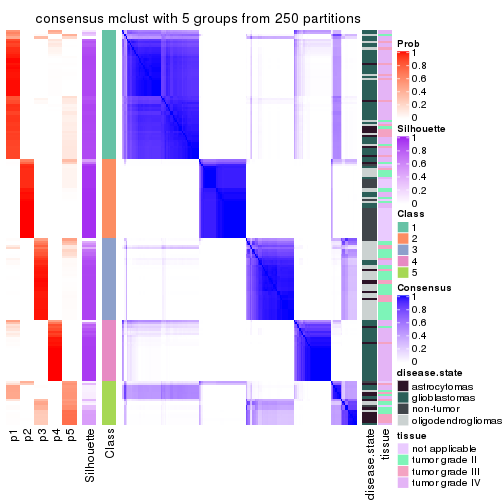 consensus mclust with 5 groups from 250 partitions
Prob
1
0.8
0.6
0.4
0.2
0
Silhouette
1
0.8
0.6
0.4
0.2
0
Class
1
2
3
4
5
Consensus
1
0.8
0.6
0.4
0.2
0
disease.state
astrocytomas
glioblastomas
non-tumor
oligodendrogliomas
tissue
not applicable
tumor grade II
tumor grade III
tumor grade IV
p1
p2
p3
p4
p5
Silhouette
Class
disease.state
tissue